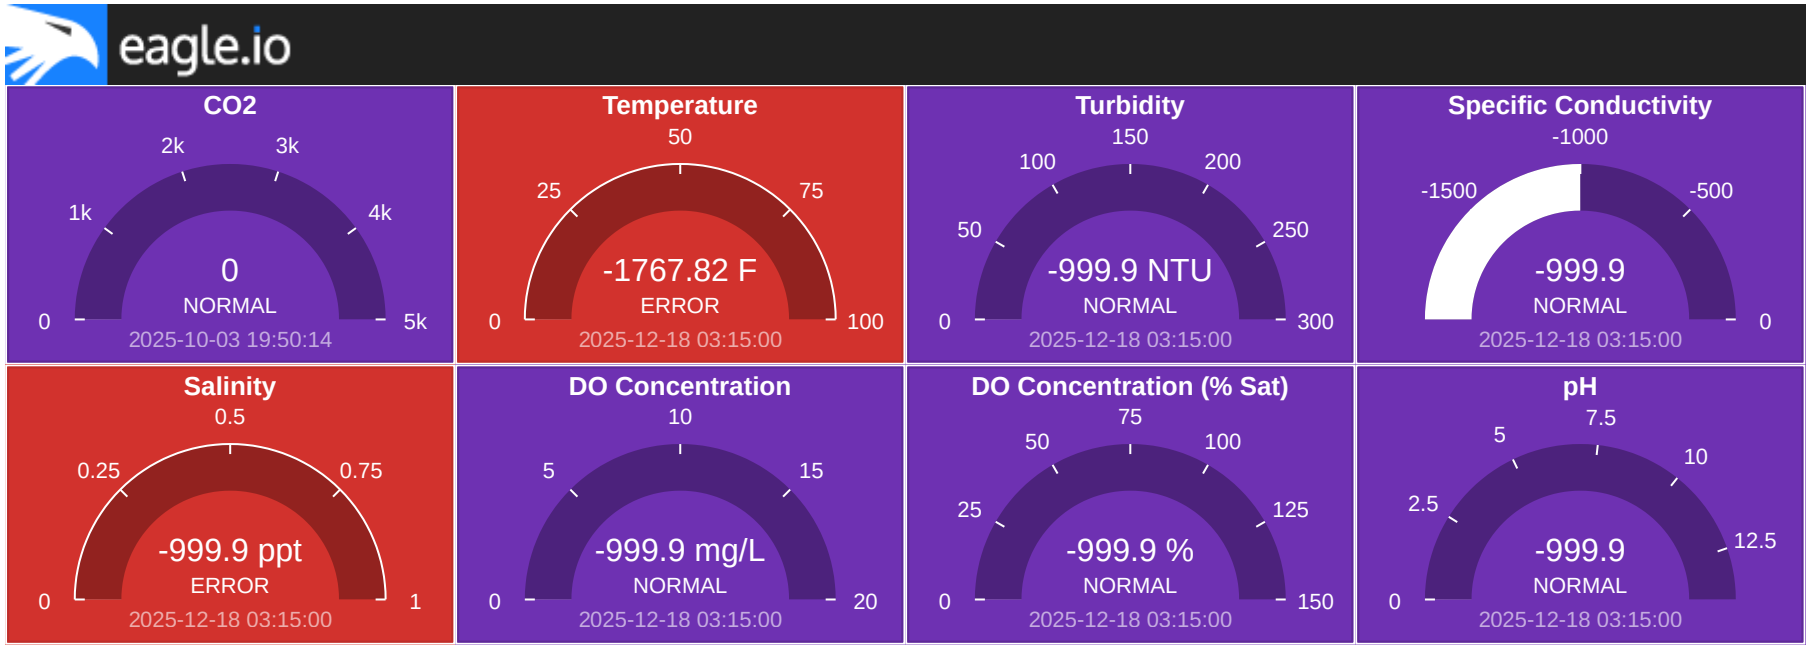 eagle.io
CO2
2k
3k
1k
4k
0
NORMAL
0
5k
2025-10-03 19:50:14
Temperature
50
25
75
-1767.82 F
ERROR
0
100
2025-12-18 03:15:00
Turbidity
150
100
200
50
250
-999.9 NTU
NORMAL
0
300
2025-12-18 03:15:00
Specific Conductivity
-1000
-1500
-500
-999.9
NORMAL
0
2025-12-18 03:15:00
Salinity
0.5
0.25
0.75
-999.9 ppt
ERROR
0
1
2025-12-18 03:15:00
DO Concentration
10
5
15
-999.9 mg/L
NORMAL
0
20
2025-12-18 03:15:00
DO Concentration (% Sat)
75
50
100
25
125
-999.9 %
NORMAL
0
150
2025-12-18 03:15:00
pH
7.5
5
10
2.5
12.5
-999.9
NORMAL
0
2025-12-18 03:15:00